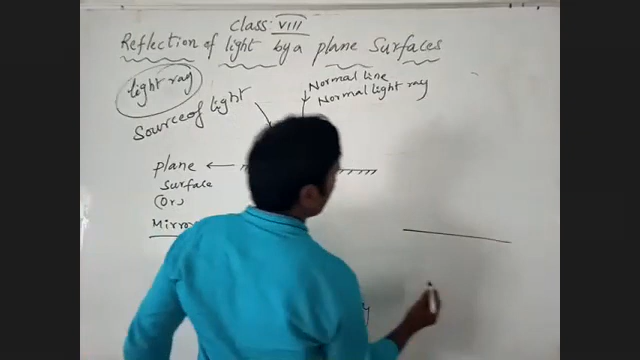 Class: VIII
Reflection of light by a plane Surfaces
light ray
Source of light
Normal line
Normal light ray
plane
Surface
(Or)